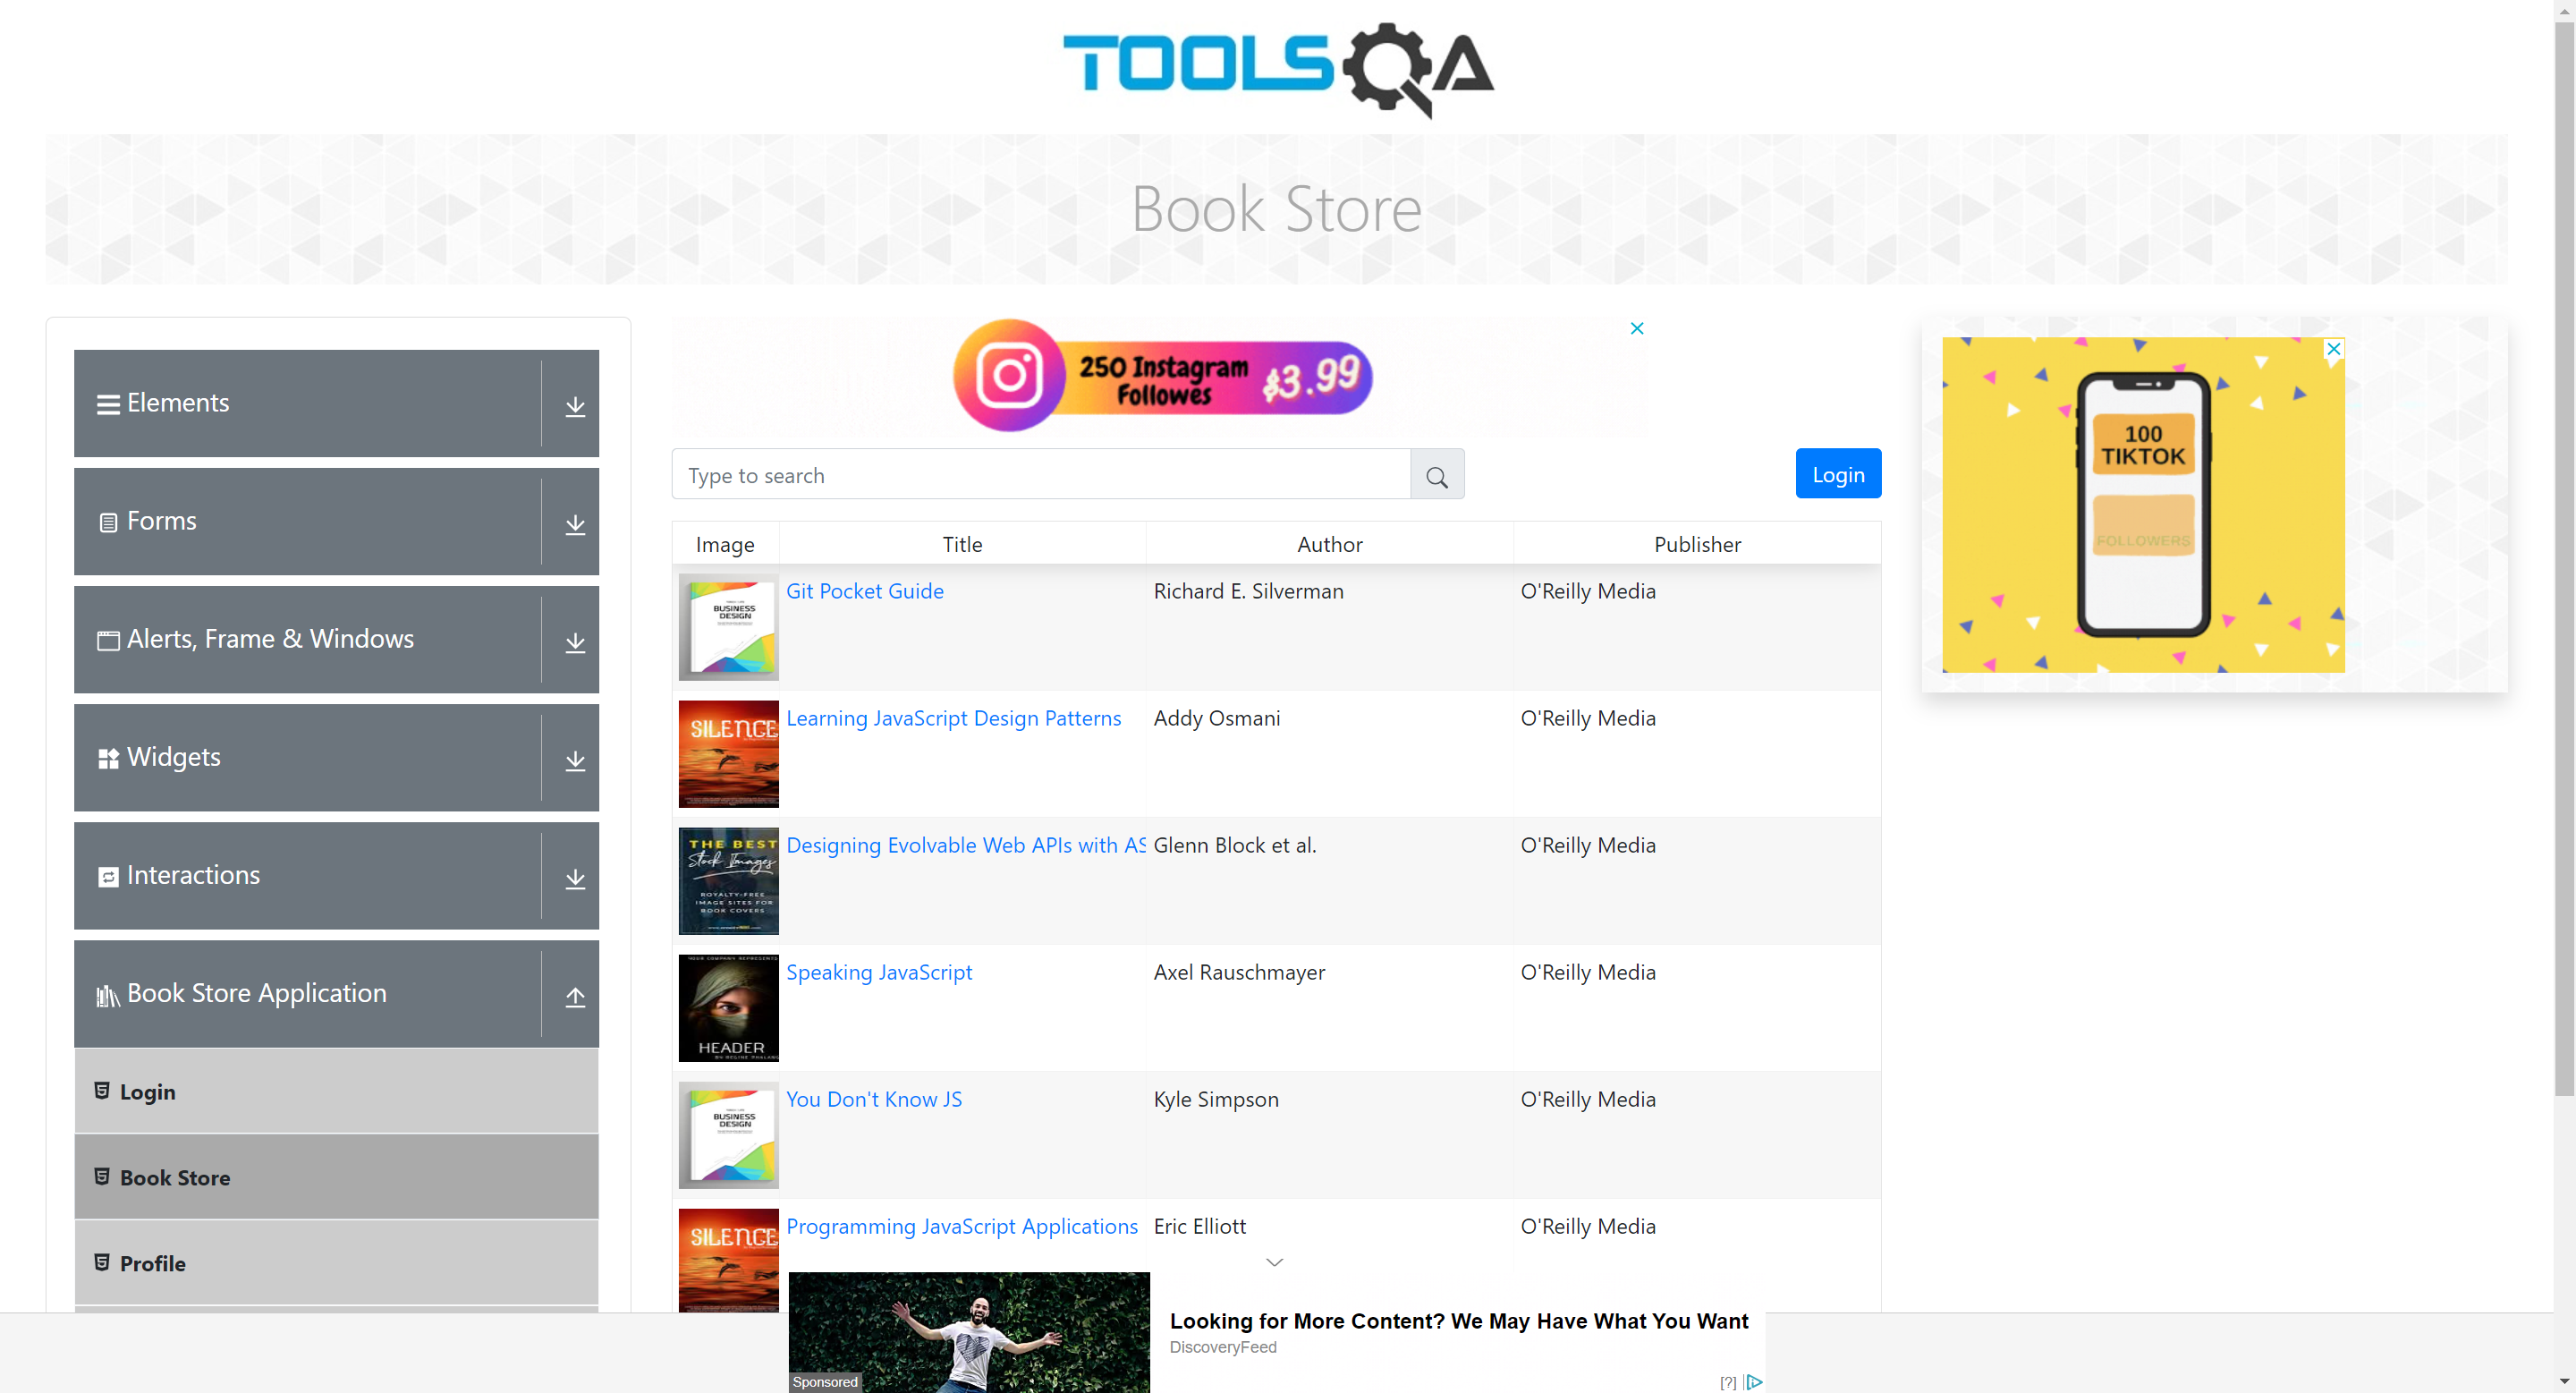 TOOLSQA
Book Store
Elements
Forms
Alerts, Frame & Windows
Widgets
Interactions
Book Store Application
Login
Book Store
Profile
250 Instagram
Followes
$3.99
Type to search
Login
Image Title Author Publisher
BUSINESS
DESIGN
Git Pocket Guide Richard E. Silverman O'Reilly Media
SILENCE
Learning JavaScript Design Patterns Addy Osmani O'Reilly Media
THE BEST
Stock Images
ROYALTY-FREE
IMAGE SITES FOR
BOOK COVERS
Designing Evolvable Web APIs with AS Glenn Block et al. O'Reilly Media
HEADER
Speaking JavaScript Axel Rauschmayer O'Reilly Media
BUSINESS
DESIGN
You Don't Know JS Kyle Simpson O'Reilly Media
SILENCE
Programming JavaScript Applications Eric Elliott O'Reilly Media
100
TIKTOK
FOLLOWERS
Sponsored
Looking for More Content? We May Have What You Want
DiscoveryFeed
[?]